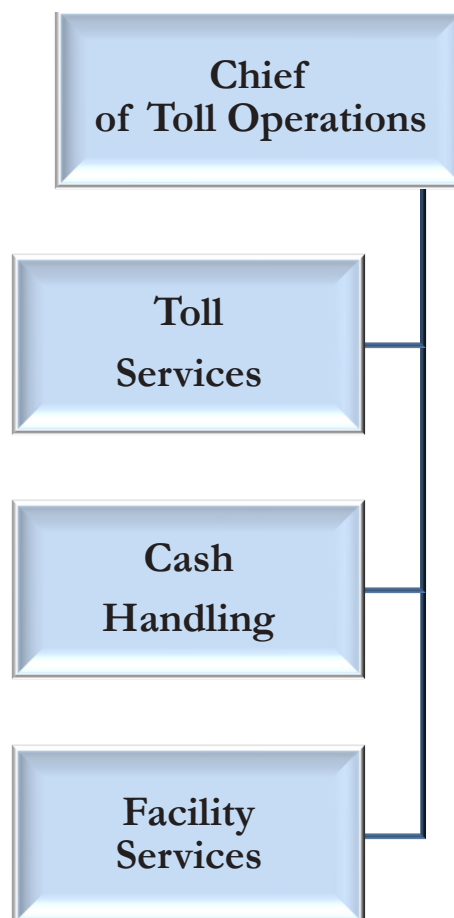 Chief
of Toll Operations
Toll
Services
Cash
Handling
Facility
Services